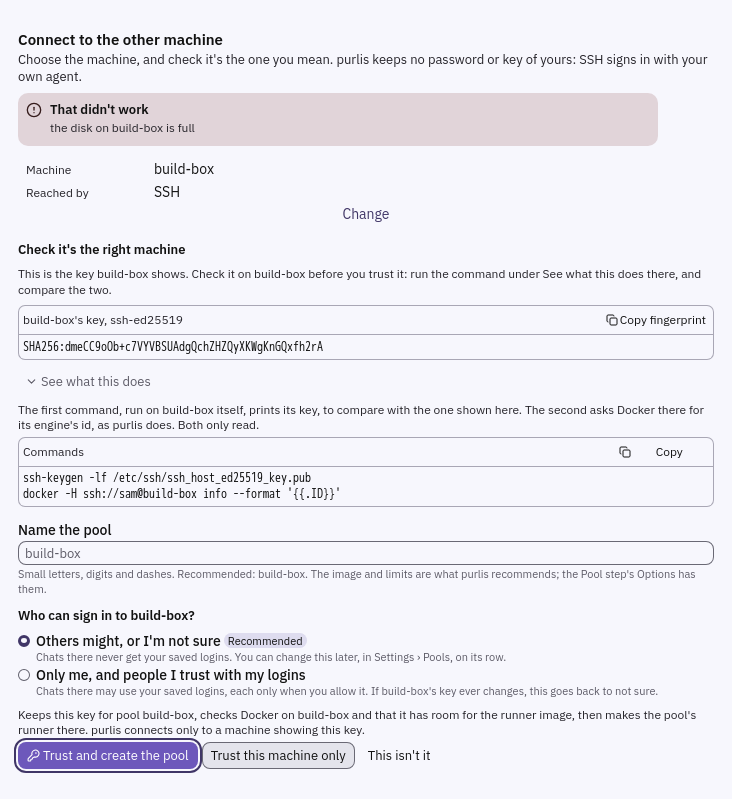 Connect to the other machine
Choose the machine, and check it's the one you mean. purlis keeps no password or key of yours: SSH signs in with your
own agent.
That didn't work
the disk on build-box is full
Machine build-box
Reached by SSH
Change
Check it's the right machine
This is the key build-box shows. Check it on build-box before you trust it: run the command under See what this does there, and
compare the two.
build-box's key, ssh-ed25519 Copy fingerprint
SHA256:dmeCC9oOb+c7VYVBSUAdgQchZHZQyXKWgKnGQxfh2rA
See what this does
The first command, run on build-box itself, prints its key, to compare with the one shown here. The second asks Docker there for
its engine's id, as purlis does. Both only read.
Commands Copy
ssh-keygen -lf /etc/ssh/ssh_host_ed25519_key.pub
docker -H ssh://sam@build-box info --format '{{.ID}}'
Name the pool
build-box
Small letters, digits and dashes. Recommended: build-box. The image and limits are what purlis recommends; the Pool step's Options has
them.
Who can sign in to build-box?
Others might, or I'm not sure Recommended
Chats there never get your saved logins. You can change this later, in Settings › Pools, on its row.
Only me, and people I trust with my logins
Chats there may use your saved logins, each only when you allow it. If build-box's key ever changes, this goes back to not sure.
Keeps this key for pool build-box, checks Docker on build-box and that it has room for the runner image, then makes the pool's
runner there. purlis connects only to a machine showing this key.
Trust and create the pool Trust this machine only This isn't it